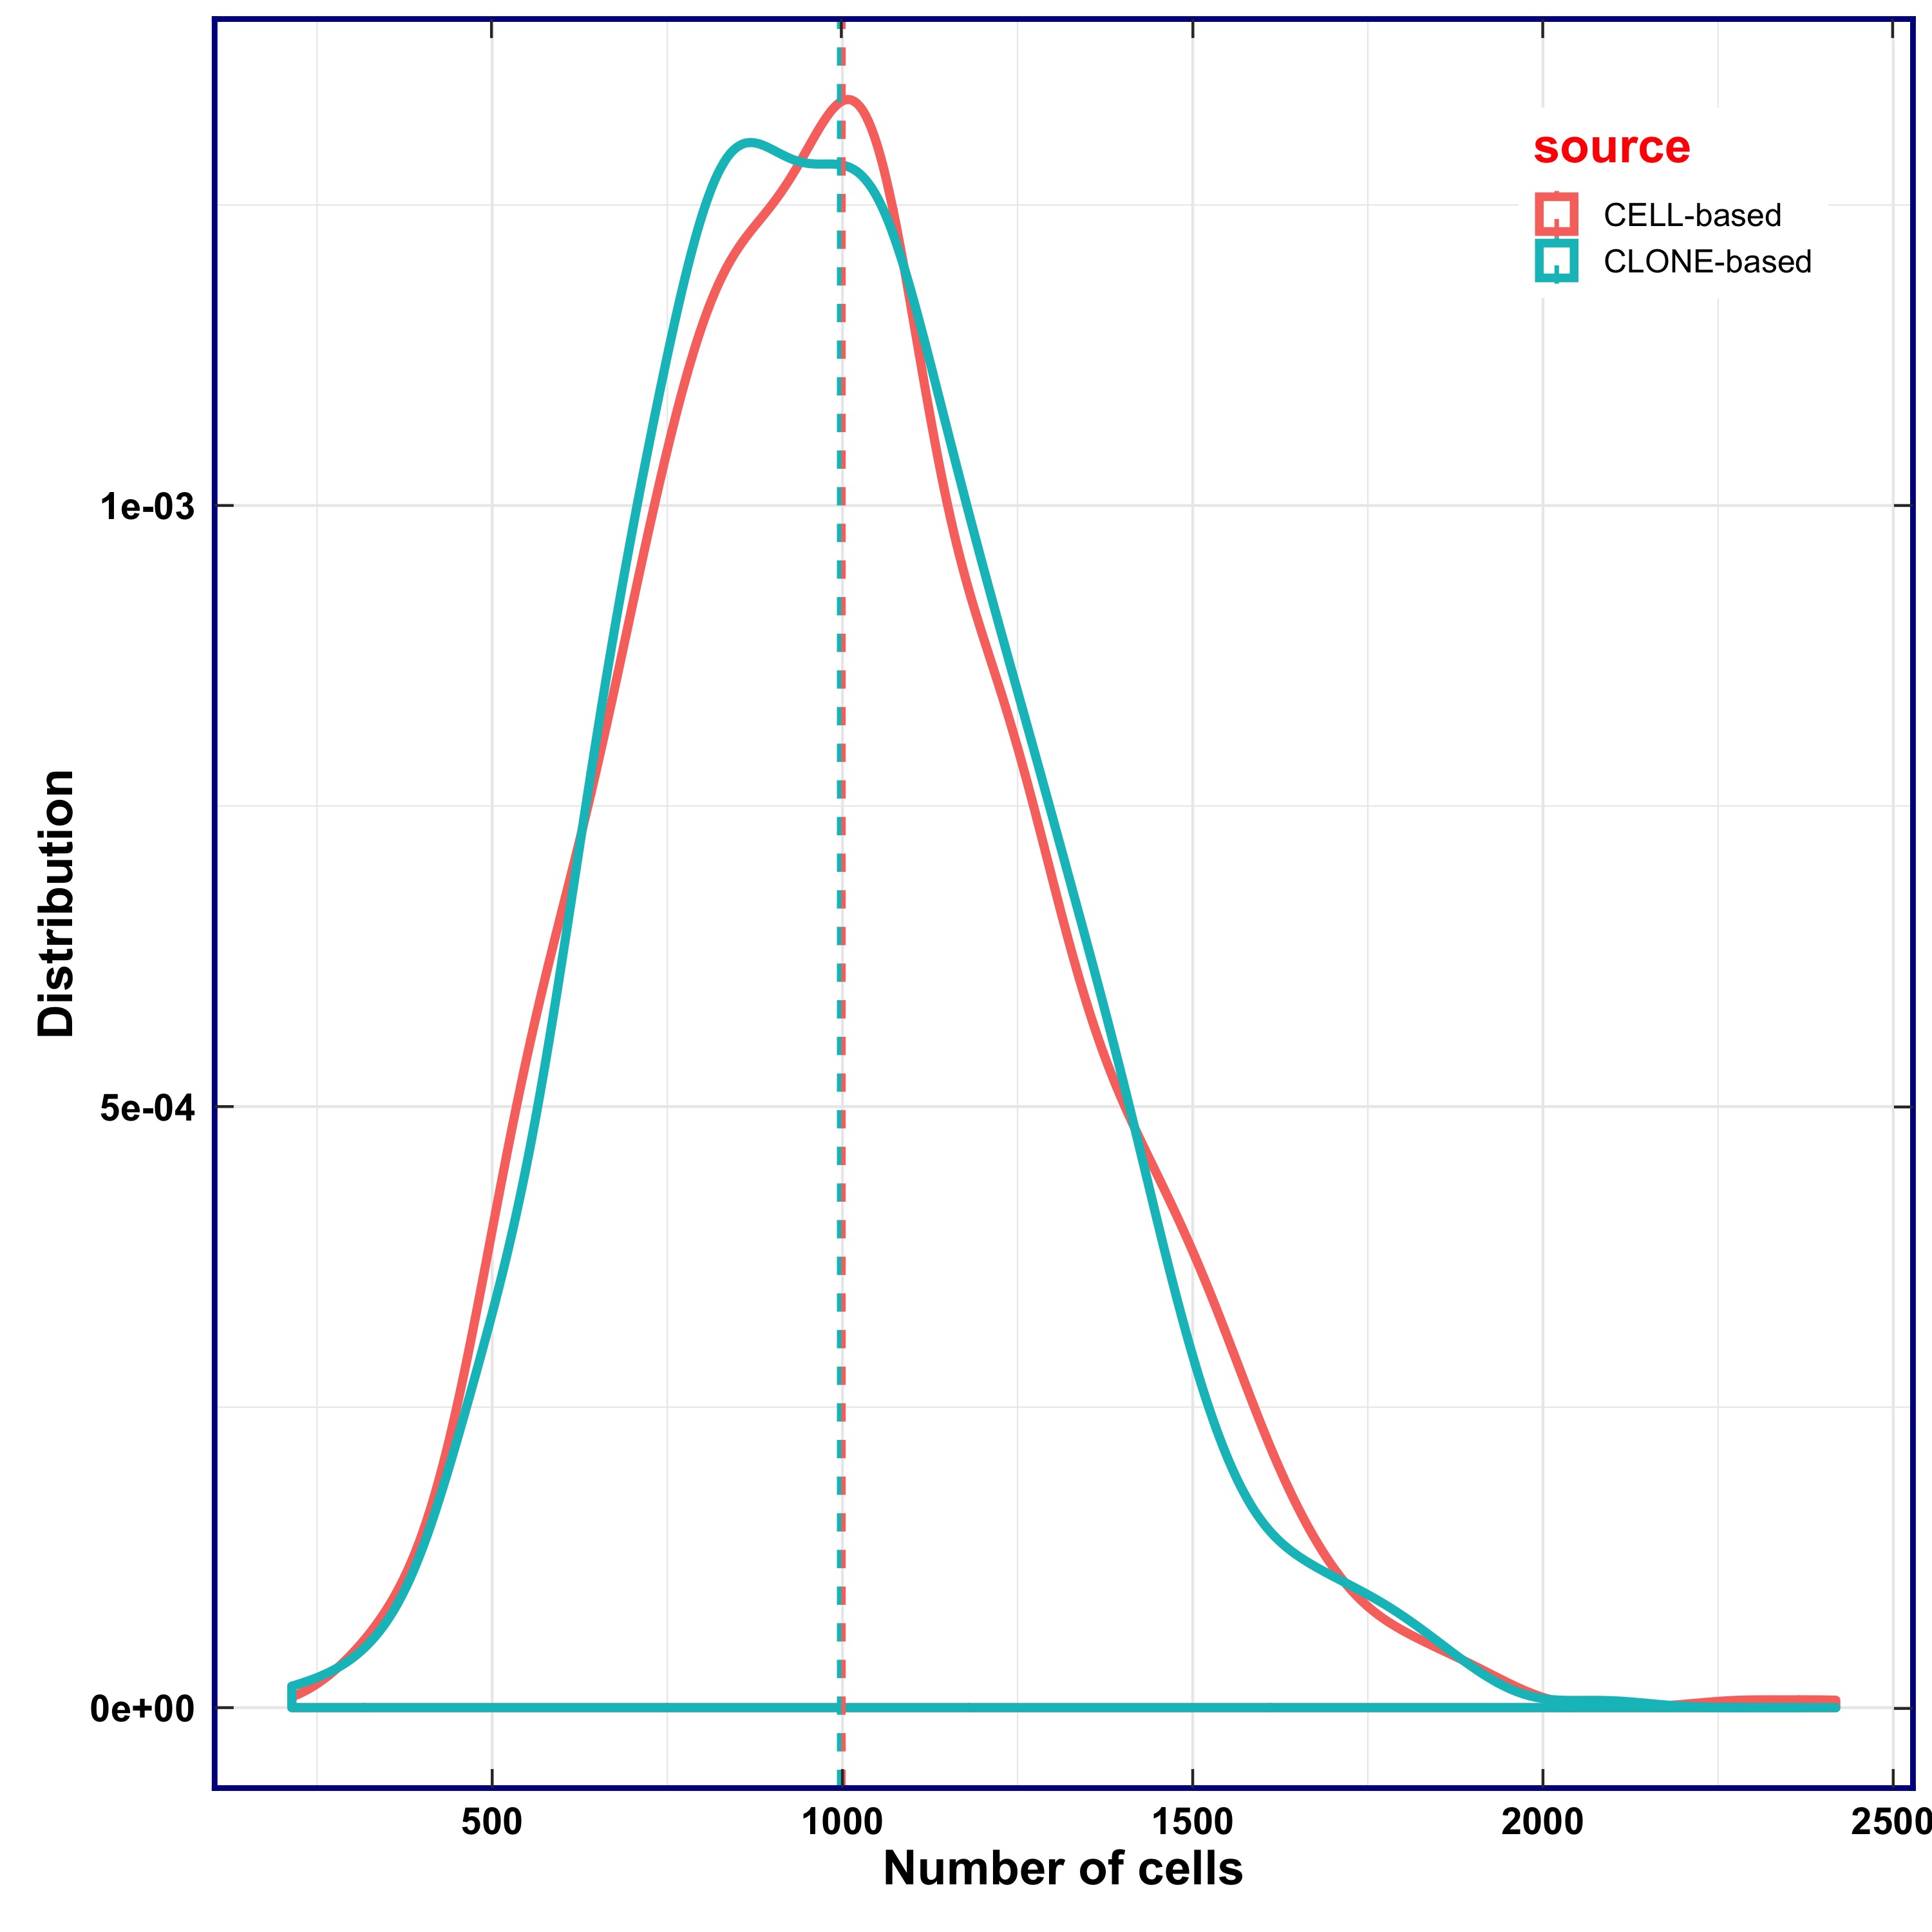 source
CELL-based
CLONE-based
1e-03
5e-04
0e+00
Distribution
500 1000 1500 2000 2500
Number of cells